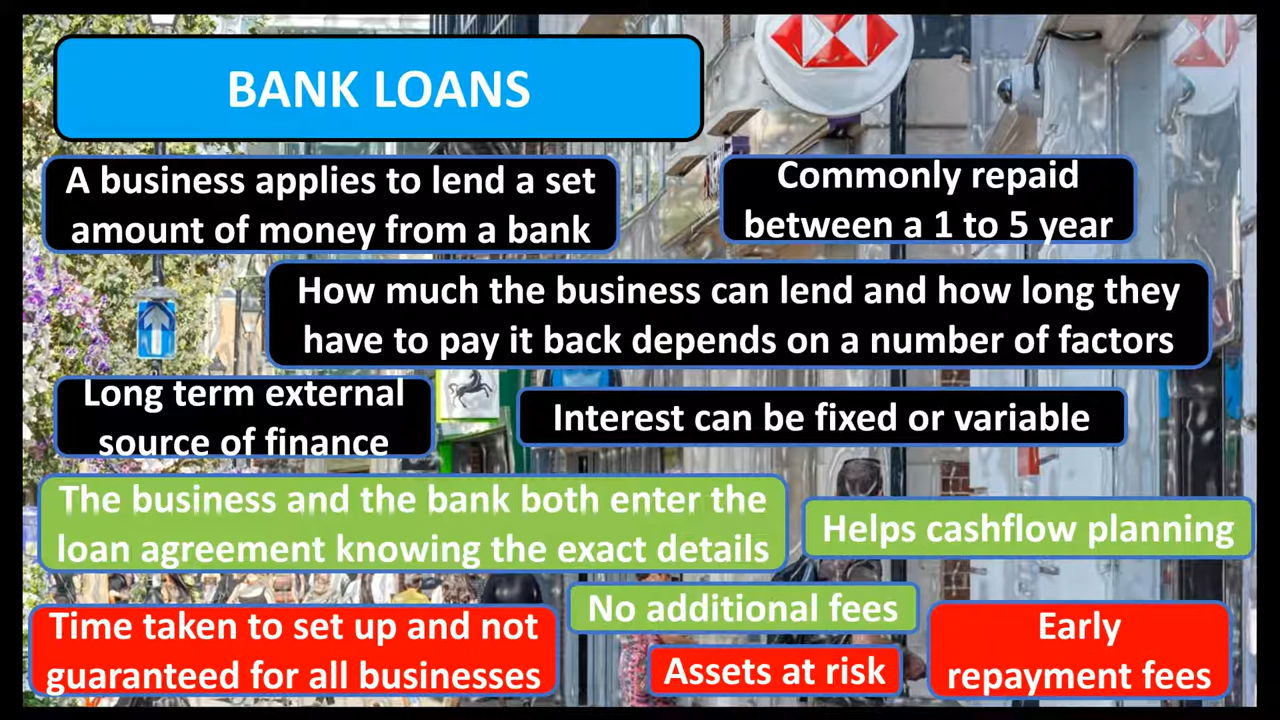 BANK LOANS
A business applies to lend a set
amount of money from a bank
Commonly repaid
between a 1 to 5 year
How much the business can lend and how long they
have to pay it back depends on a number of factors
Long term external
source of finance
Interest can be fixed or variable
The business and the bank both enter the
loan agreement knowing the exact details
Helps cashflow planning
No additional fees
Time taken to set up and not
guaranteed for all businesses
Assets at risk
Early
repayment fees